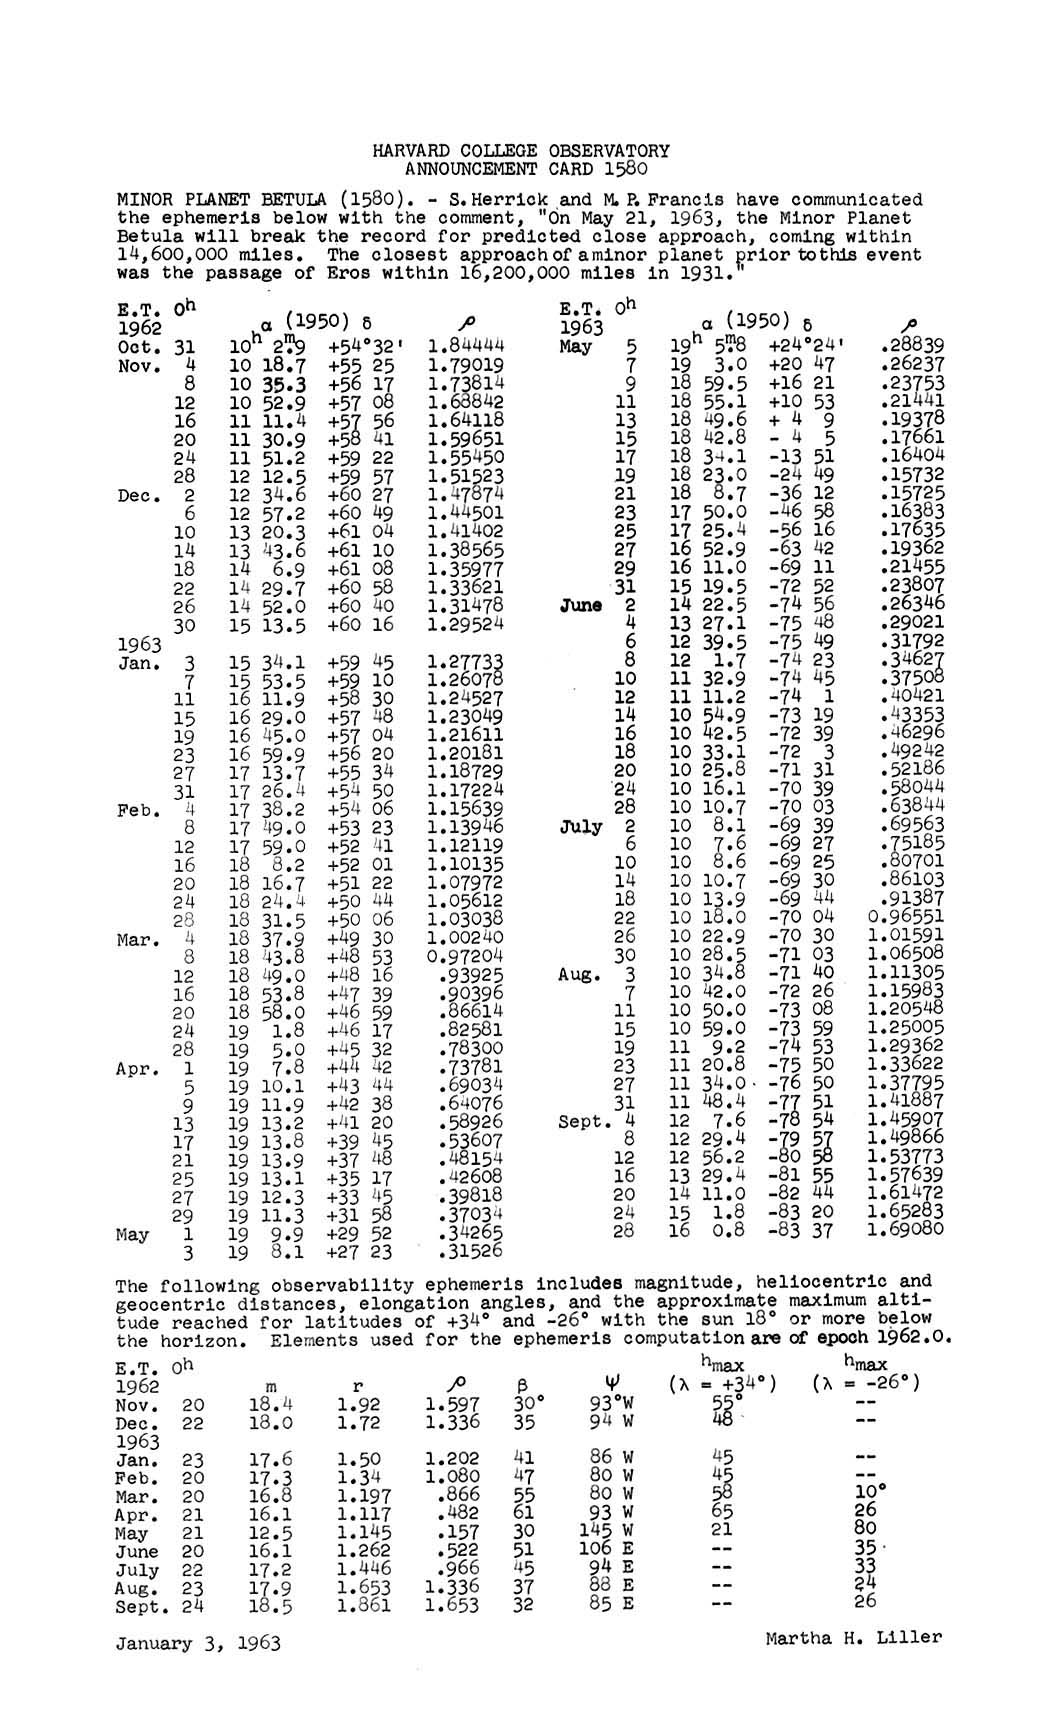 HARVARD COLLEGE OBSERVATORY
ANNOUNCEMENT CARD 1580
MINOR PLANET BETULA (1580). - S.Herrick and M.P.Francis have communicated
the ephemeris below with the comment, "On May 21, 1963, the Minor Planet
Betula will break the record for predicted close approach, coming within
14,600,000 miles. The closest approach of a minor planet prior to this event
was the passage of Eros within 16,200,000 miles in 1931."
E.T. 0h
1962 α (1950) δ ρ
Oct. 31 10h 2m.9 +54°32' 1.84444
Nov. 4 10 18.7 +55 25 1.79019
8 10 35.3 +56 17 1.73814
12 10 52.9 +57 08 1.68842
16 11 11.4 +57 56 1.64118
20 11 30.9 +58 41 1.59651
24 11 51.2 +59 22 1.55450
28 12 12.5 +59 57 1.51523
Dec. 2 12 34.6 +60 27 1.47874
6 12 57.2 +60 49 1.44501
10 13 20.3 +61 04 1.41402
14 13 43.6 +61 10 1.38565
18 14 6.9 +61 08 1.35977
22 14 29.7 +60 58 1.33621
26 14 52.0 +60 40 1.31478
30 15 13.5 +60 16 1.29524
1963
Jan. 3 15 34.1 +59 45 1.27733
7 15 53.5 +59 10 1.26078
11 16 11.9 +58 30 1.24527
15 16 29.0 +57 48 1.23049
19 16 45.0 +57 04 1.21611
23 16 59.9 +56 20 1.20181
27 17 13.7 +55 34 1.18729
31 17 26.4 +54 50 1.17224
Feb. 4 17 38.2 +54 06 1.15639
8 17 49.0 +53 23 1.13946
12 17 59.0 +52 41 1.12119
16 18 8.2 +52 01 1.10135
20 18 16.7 +51 22 1.07972
24 18 24.4 +50 44 1.05612
28 18 31.5 +50 06 1.03038
Mar. 4 18 37.9 +49 30 1.00240
8 18 43.8 +48 53 0.97204
12 18 49.0 +48 16 .93925
16 18 53.8 +47 39 .90396
20 18 58.0 +46 59 .86614
24 19 1.8 +46 17 .82581
28 19 5.0 +45 32 .78300
Apr. 1 19 7.8 +44 42 .73781
5 19 10.1 +43 44 .69034
9 19 11.9 +42 38 .64076
13 19 13.2 +41 20 .58926
17 19 13.8 +39 45 .53607
21 19 13.9 +37 48 .48154
25 19 13.1 +35 17 .42608
27 19 12.3 +33 45 .39818
29 19 11.3 +31 58 .37034
May 1 19 9.9 +29 52 .34265
3 19 8.1 +27 23 .31526
E.T. 0h
1963 α (1950) δ ρ
May 5 19h 5m.8 +24°24' .28839
7 19 3.0 +20 47 .26237
9 18 59.5 +16 21 .23753
11 18 55.1 +10 53 .21441
13 18 49.6 + 4 9 .19378
15 18 42.8 - 4 5 .17661
17 18 34.1 -13 51 .16404
19 18 23.0 -24 49 .15732
21 18 8.7 -36 12 .15725
23 17 50.0 -46 58 .16383
25 17 25.4 -56 16 .17635
27 16 52.9 -63 42 .19362
29 16 11.0 -69 11 .21455
31 15 19.5 -72 52 .23807
June 2 14 22.5 -74 56 .26346
4 13 27.1 -75 48 .29021
6 12 39.5 -75 49 .31792
8 12 1.7 -74 23 .34627
10 11 32.9 -74 45 .37508
12 11 11.2 -74 1 .40421
14 10 54.9 -73 19 .43353
16 10 42.5 -72 39 .46296
18 10 33.1 -72 3 .49242
20 10 25.8 -71 31 .52186
24 10 16.1 -70 39 .58044
28 10 10.7 -70 03 .63844
July 2 10 8.1 -69 39 .69563
6 10 7.6 -69 27 .75185
10 10 8.6 -69 25 .80701
14 10 10.7 -69 30 .86103
18 10 13.9 -69 44 .91387
22 10 18.0 -70 04 0.96551
26 10 22.9 -70 30 1.01591
30 10 28.5 -71 03 1.06508
Aug. 3 10 34.8 -71 40 1.11305
7 10 42.0 -72 26 1.15983
11 10 50.0 -73 08 1.20548
15 10 59.0 -73 59 1.25005
19 11 9.2 -74 53 1.29362
23 11 20.8 -75 50 1.33622
27 11 34.0 -76 50 1.37795
31 11 48.4 -77 51 1.41887
Sept. 4 12 7.6 -78 54 1.45907
8 12 29.4 -79 57 1.49866
12 12 56.2 -80 58 1.53773
16 13 29.4 -81 55 1.57639
20 14 11.0 -82 44 1.61472
24 15 1.8 -83 20 1.65283
28 16 0.8 -83 37 1.69080
The following observability ephemeris includes magnitude, heliocentric and
geocentric distances, elongation angles, and the approximate maximum alti-
tude reached for latitudes of +34° and -26° with the sun 18° or more below
the horizon. Elements used for the ephemeris computation are of epoch 1962.0.
E.T. 0h hmax hmax
1962 m r ρ β ψ (λ = +34°) (λ = -26°)
Nov. 20 18.4 1.92 1.597 30° 93°W 55° --
Dec. 22 18.0 1.72 1.336 35 94 W 48 --
1963
Jan. 23 17.6 1.50 1.202 41 86 W 45 --
Feb. 20 17.3 1.34 1.080 47 80 W 45 --
Mar. 20 16.8 1.197 .866 55 80 W 58 10°
Apr. 21 16.1 1.117 .482 61 93 W 65 26
May 21 12.5 1.145 .157 30 145 W 21 80
June 20 16.1 1.262 .522 51 106 E -- 35
July 22 17.2 1.446 .966 45 94 E -- 33
Aug. 23 17.9 1.653 1.336 37 88 E -- 24
Sept. 24 18.5 1.861 1.653 32 85 E -- 26
January 3, 1963 Martha H. Liller